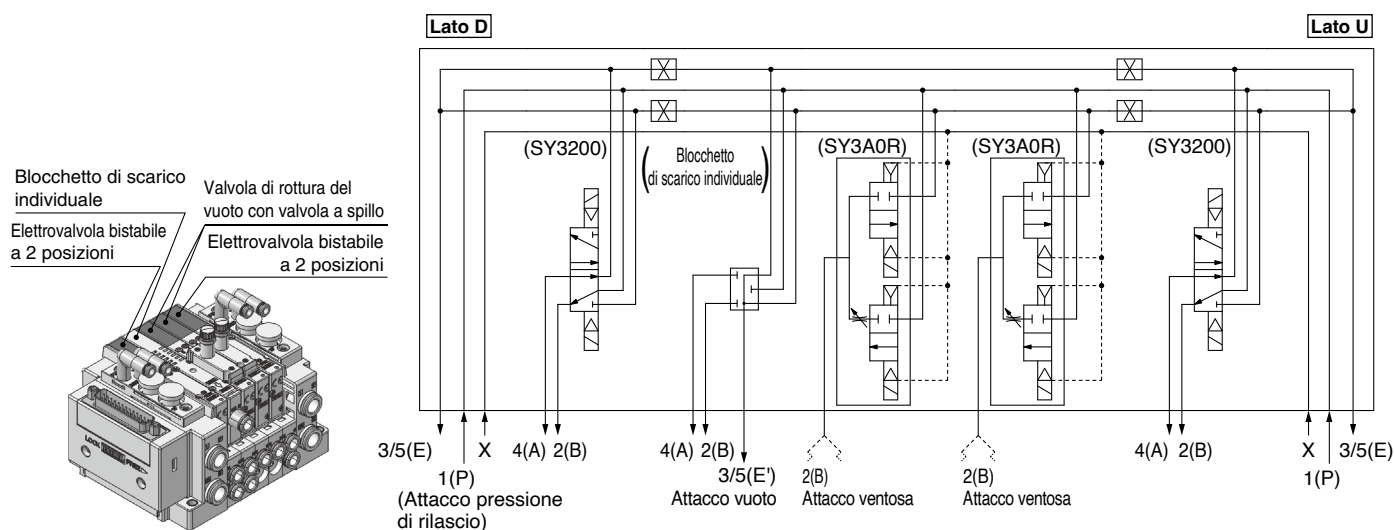 Lato D
Lato U
(SY3200)
(Blocchetto
di scarico individuale)
(SY3A0R)
(SY3A0R)
(SY3200)
Blocchetto di scarico
individuale
Valvola di rottura del
vuoto con valvola a spillo
Elettrovalvola bistabile
a 2 posizioni
Elettrovalvola bistabile
a 2 posizioni
LOCK
FREE
3/5(E)
X
4(A) 2(B)
4(A) 2(B)
3/5(E')
Attacco vuoto
2(B)
Attacco ventosa
2(B)
Attacco ventosa
4(A) 2(B)
X
3/5(E)
1(P)
1(P)
(Attacco pressione
di rilascio)